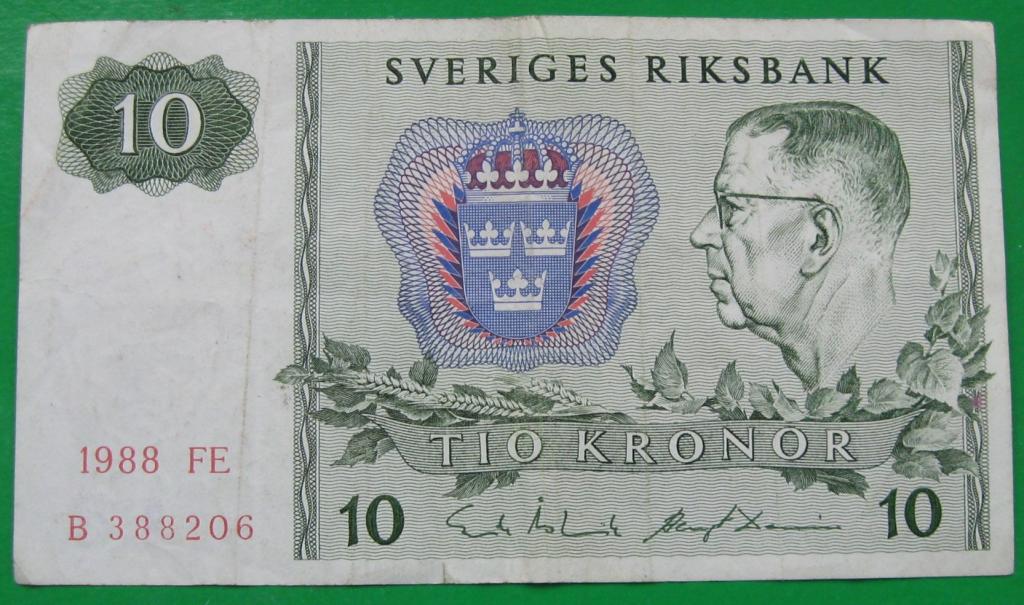 SVERIGES RIKSBANK
10
TIO KRONOR
1988 FE
B 388206
10
10